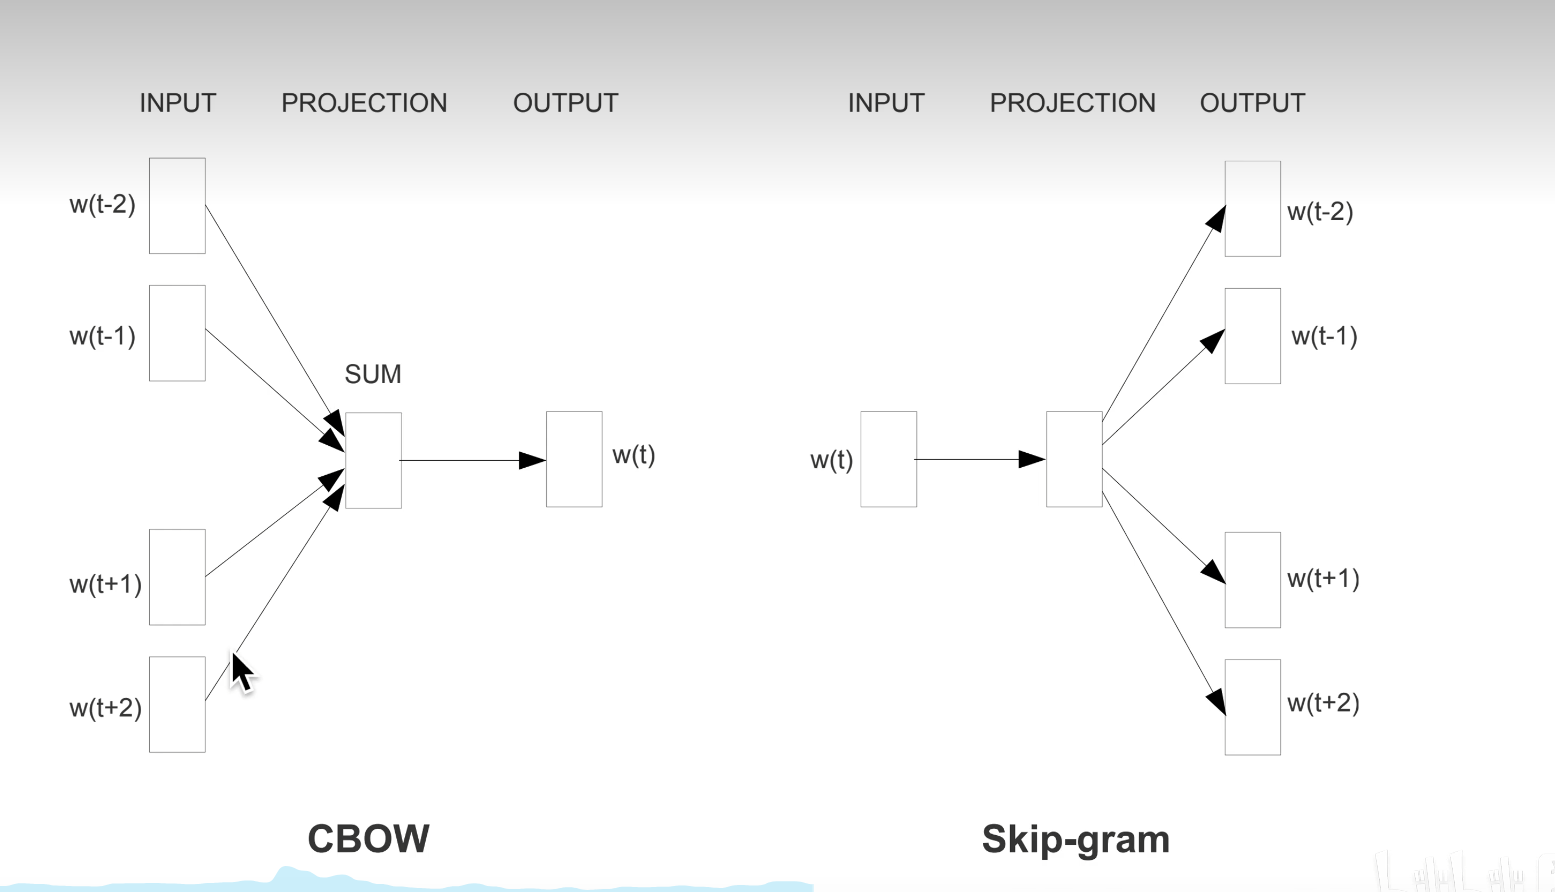 INPUT PROJECTION OUTPUT
w(t-2)
w(t-1)
SUM
w(t)
w(t+1)
w(t+2)
CBOW
INPUT PROJECTION OUTPUT
w(t-2)
w(t-1)
w(t)
w(t+1)
w(t+2)
Skip-gram